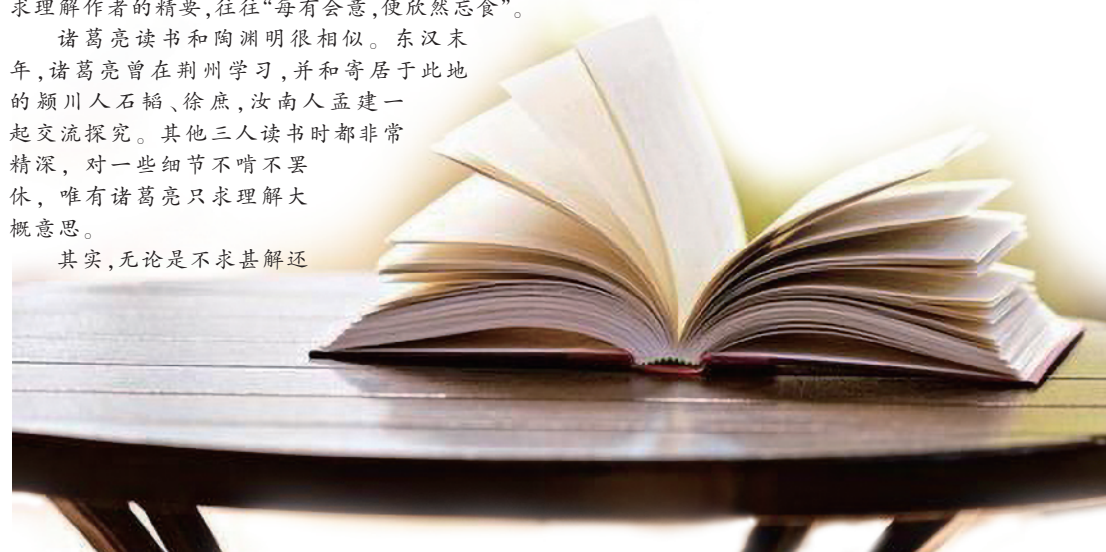 求理解作者的精要,往往“每有会意,便欣然忘食”。
诸葛亮读书和陶渊明很相似。东汉末
年,诸葛亮曾在荆州学习,并和寄居于此地
的颍川人石韬、徐庶,汝南人孟建一
起交流探究。其他三人读书时都非常
精深，对一些细节不啃不罢
休，唯有诸葛亮只求理解大
概意思。
其实,无论是不求甚解还